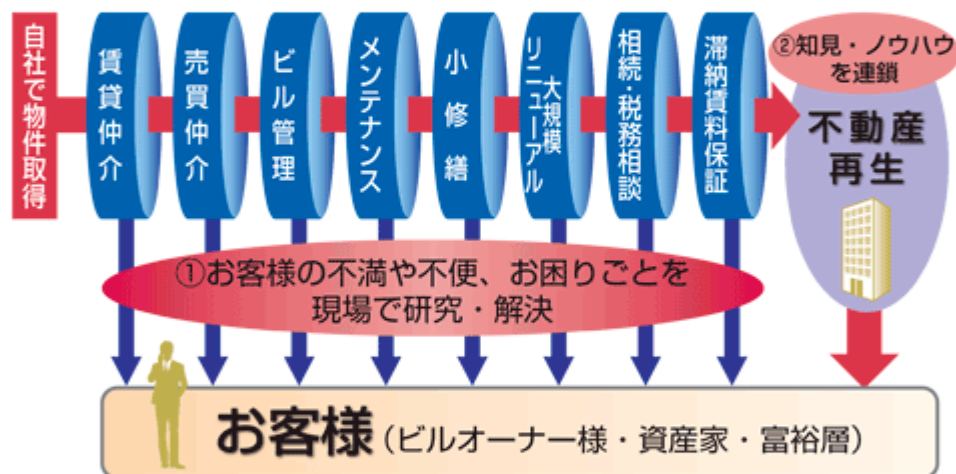 自社で物件取得
賃貸仲介
売買仲介
ビル管理
メンテナンス
小修繕
大規模
リニューアル
相続・税務相談
滞納賃料保証
②知見・ノウハウ
を連鎖
不動産
再生
①お客様の不満や不便、お困りごとを
現場で研究・解決
お客様（ビルオーナー様・資産家・富裕層）